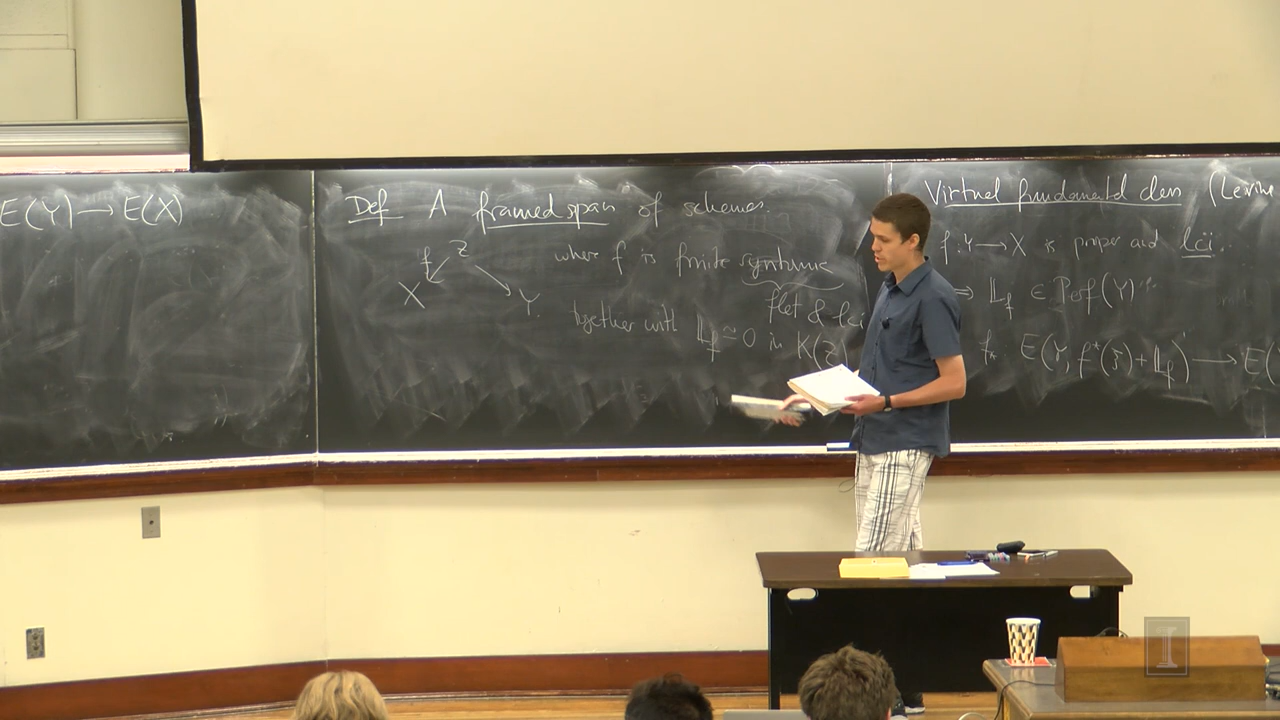 E(Y) → E(X)
Def A framed span of schemes.
Z
f
X Y.
where f is finite syntomic
flat & lci
together with 𝕃_f ≃ 0 in K(Z)
Virtual fundamental class (Levine
f: Y → X is proper and lci.
⇒ 𝕃_f ∈ Perf(Y)
f_* E(Y, f*(ξ) + 𝕃_f) → E(
I